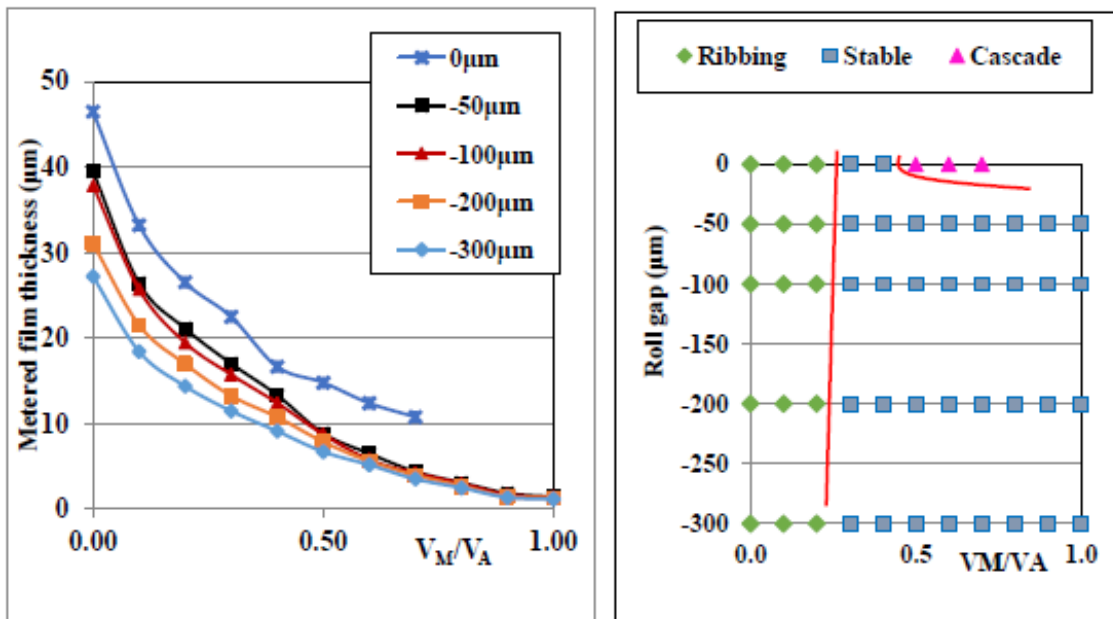 0μm
-50μm
-100μm
-200μm
-300μm
Metered film thickness (μm)
50
40
30
20
10
0
0.00
0.50
1.00
V_M/V_A
Ribbing
Stable
Cascade
Roll gap (μm)
0
-50
-100
-150
-200
-250
-300
0.0
0.5
1.0
VM/VA